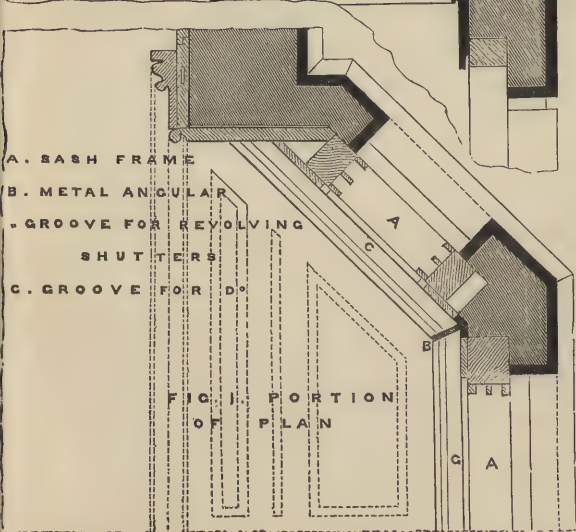 A. SASH FRAME
B. METAL ANGULAR
" GROOVE FOR REVOLVING
SHUTTERS
C. GROOVE FOR Dº
A
C
B
FIG. 1. PORTION
OF PLAN
C
A